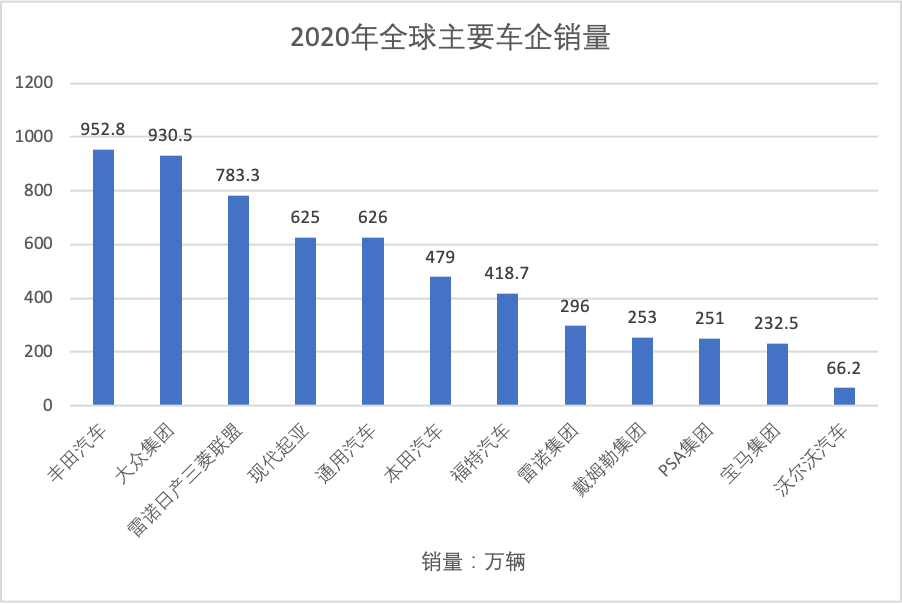 2020年全球主要车企销量
1200
1000
800
600
400
200
0
952.8
930.5
783.3
625
626
479
418.7
296
253
251
232.5
66.2
丰田汽车
大众集团
雷诺日产三菱联盟
现代起亚
通用汽车
本田汽车
福特汽车
雷诺集团
戴姆勒集团
PSA集团
宝马集团
沃尔沃汽车
销量：万辆